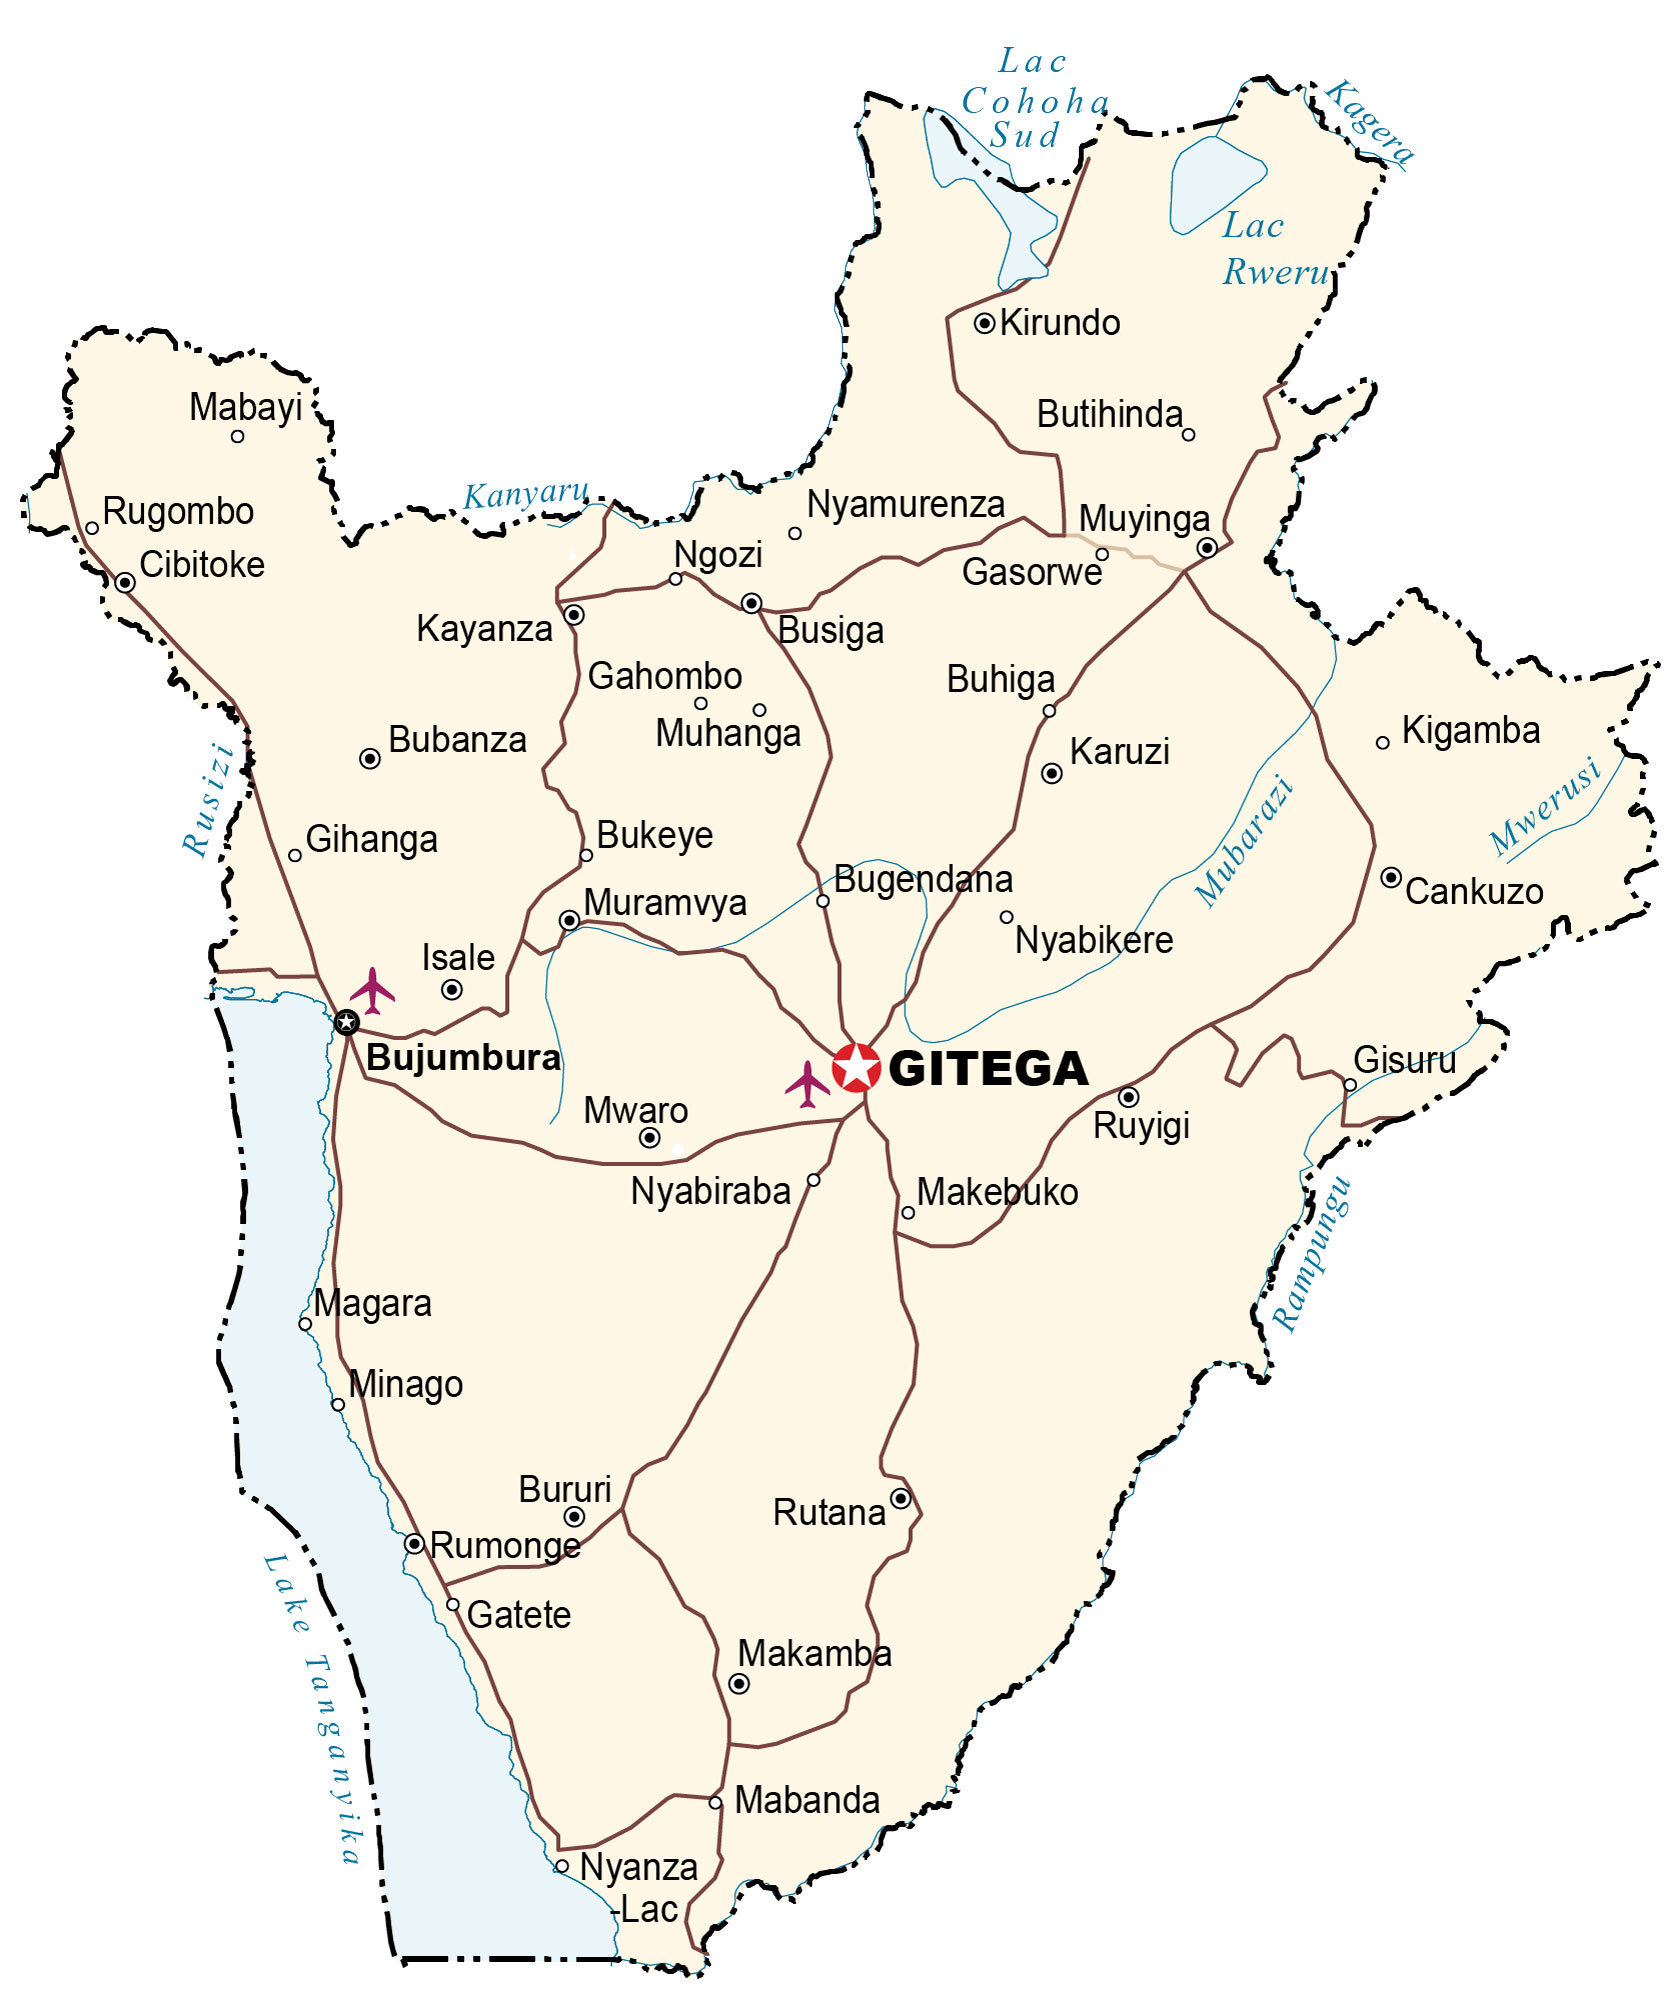 Lac
Cohoha
Sud
Kagera
Lac
Rweru
Kirundo
Mabayi
Butihinda
Kanyaru
Nyamurenza
Rugombo
Muyinga
Ngozi
Cibitoke
Gasorwe
Kayanza
Busiga
Gahombo
Buhiga
Muhanga
Kigamba
Bubanza
Karuzi
Rusizi
Mwerusi
Gihanga
Bukeye
Mubarazi
Bugendana
Cankuzo
Muramvya
Nyabikere
Isale
Bujumbura
GITEGA
Gisuru
Mwaro
Ruyigi
Nyabiraba
Makebuko
Rampungu
Magara
Minago
Bururi
Rutana
Rumonge
Gatete
Lake Tanganyika
Makamba
Mabanda
Nyanza
-Lac